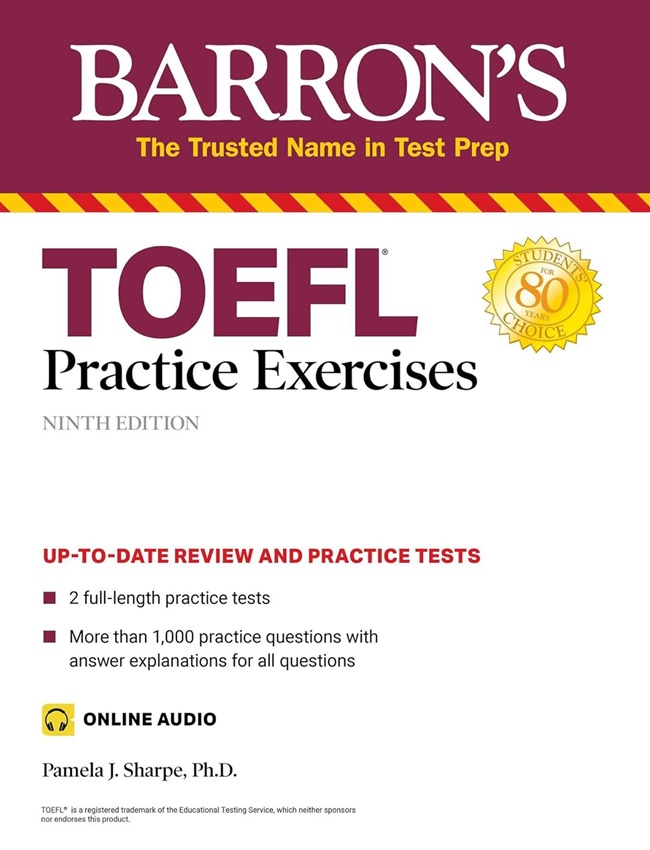 BARRON'S
The Trusted Name in Test Prep
TOEFL®
Practice Exercises
NINTH EDITION
STUDENTS'
FOR
80
YEARS
CHOICE
UP-TO-DATE REVIEW AND PRACTICE TESTS
2 full-length practice tests
More than 1,000 practice questions with
answer explanations for all questions
ONLINE AUDIO
Pamela J. Sharpe, Ph.D.
TOEFL® is a registered trademark of the Educational Testing Service, which neither sponsors
nor endorses this product.